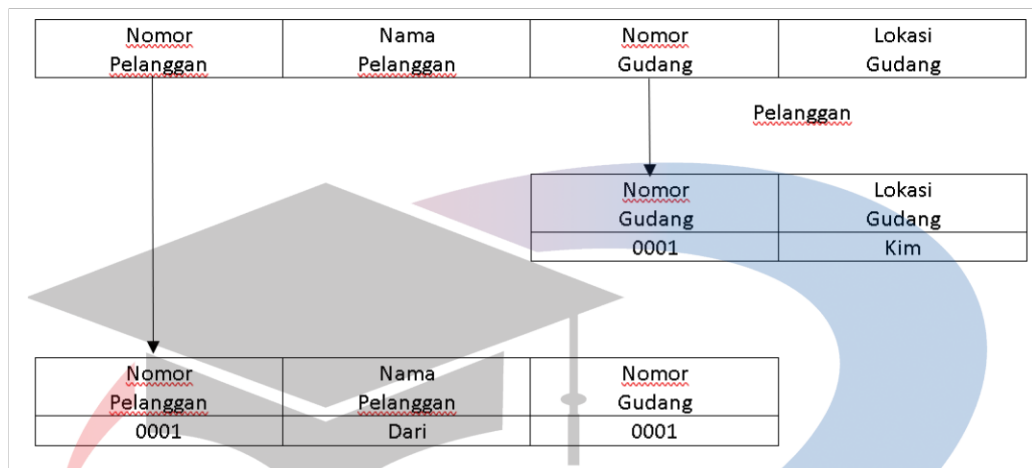 Nomor Pelanggan Nama Pelanggan Nomor Gudang Lokasi Gudang
Pelanggan
Nomor Gudang Lokasi Gudang
0001 Kim
Nomor Pelanggan Nama Pelanggan Nomor Gudang
0001 Dari 0001